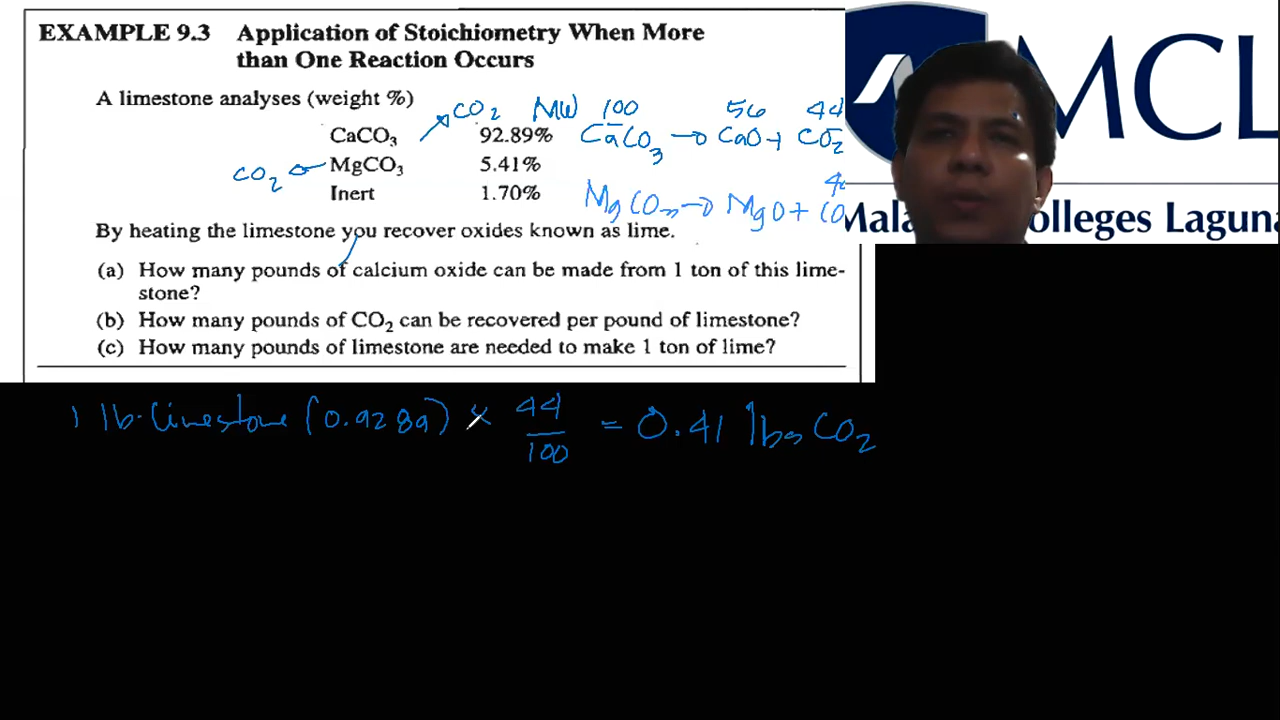 EXAMPLE 9.3 Application of Stoichiometry When More
than One Reaction Occurs
A limestone analyses (weight %)
CO2 MW 100 56 44
CaCO3 92.89% CaCO3 → CaO + CO2
CO2 ← MgCO3 5.41%
Inert 1.70% MgCO3 → MgO + CO
By heating the limestone you recover oxides known as lime.
(a) How many pounds of calcium oxide can be made from 1 ton of this lime-
stone?
(b) How many pounds of CO2 can be recovered per pound of limestone?
(c) How many pounds of limestone are needed to make 1 ton of lime?
1 lb. limestone (0.9289) × 44/100 = 0.41 lbs CO2
MCL
Mala olleges Laguna